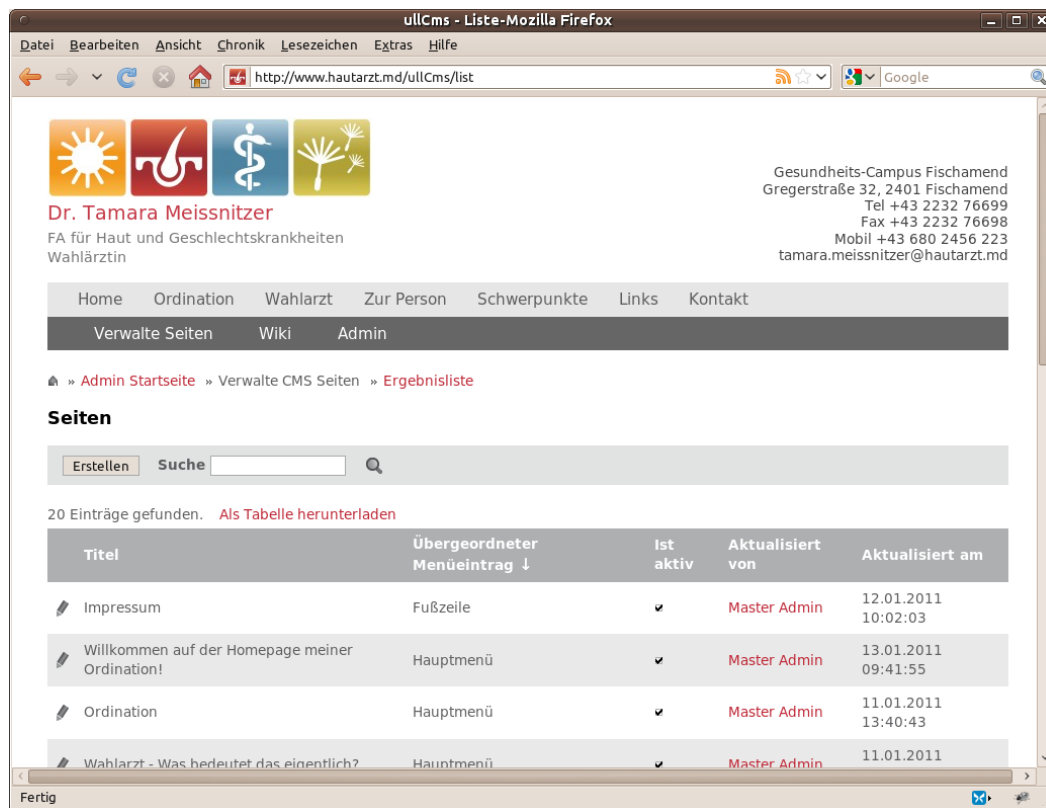 ullCms - Liste-Mozilla Firefox
Datei Bearbeiten Ansicht Chronik Lesezeichen Extras Hilfe
http://www.hautarzt.md/ullCms/list Google
Gesundheits-Campus Fischamend
Gregerstraße 32, 2401 Fischamend
Tel +43 2232 76699
Fax +43 2232 76698
Mobil +43 680 2456 223
tamara.meissnitzer@hautarzt.md
Dr. Tamara Meissnitzer
FA für Haut und Geschlechtskrankheiten
Wahlärztin
Home Ordination Wahlarzt Zur Person Schwerpunkte Links Kontakt
Verwalte Seiten Wiki Admin
» Admin Startseite » Verwalte CMS Seiten » Ergebnisliste
Seiten
Erstellen Suche
20 Einträge gefunden. Als Tabelle herunterladen
Titel Übergeordneter Menüeintrag ↓ Ist aktiv Aktualisiert von Aktualisiert am
Impressum Fußzeile Master Admin 12.01.2011 10:02:03
Willkommen auf der Homepage meiner Ordination! Hauptmenü Master Admin 13.01.2011 09:41:55
Ordination Hauptmenü Master Admin 11.01.2011 13:40:43
Wahlarzt - Was bedeutet das eigentlich? Hauptmenü Master Admin 11.01.2011
Fertig